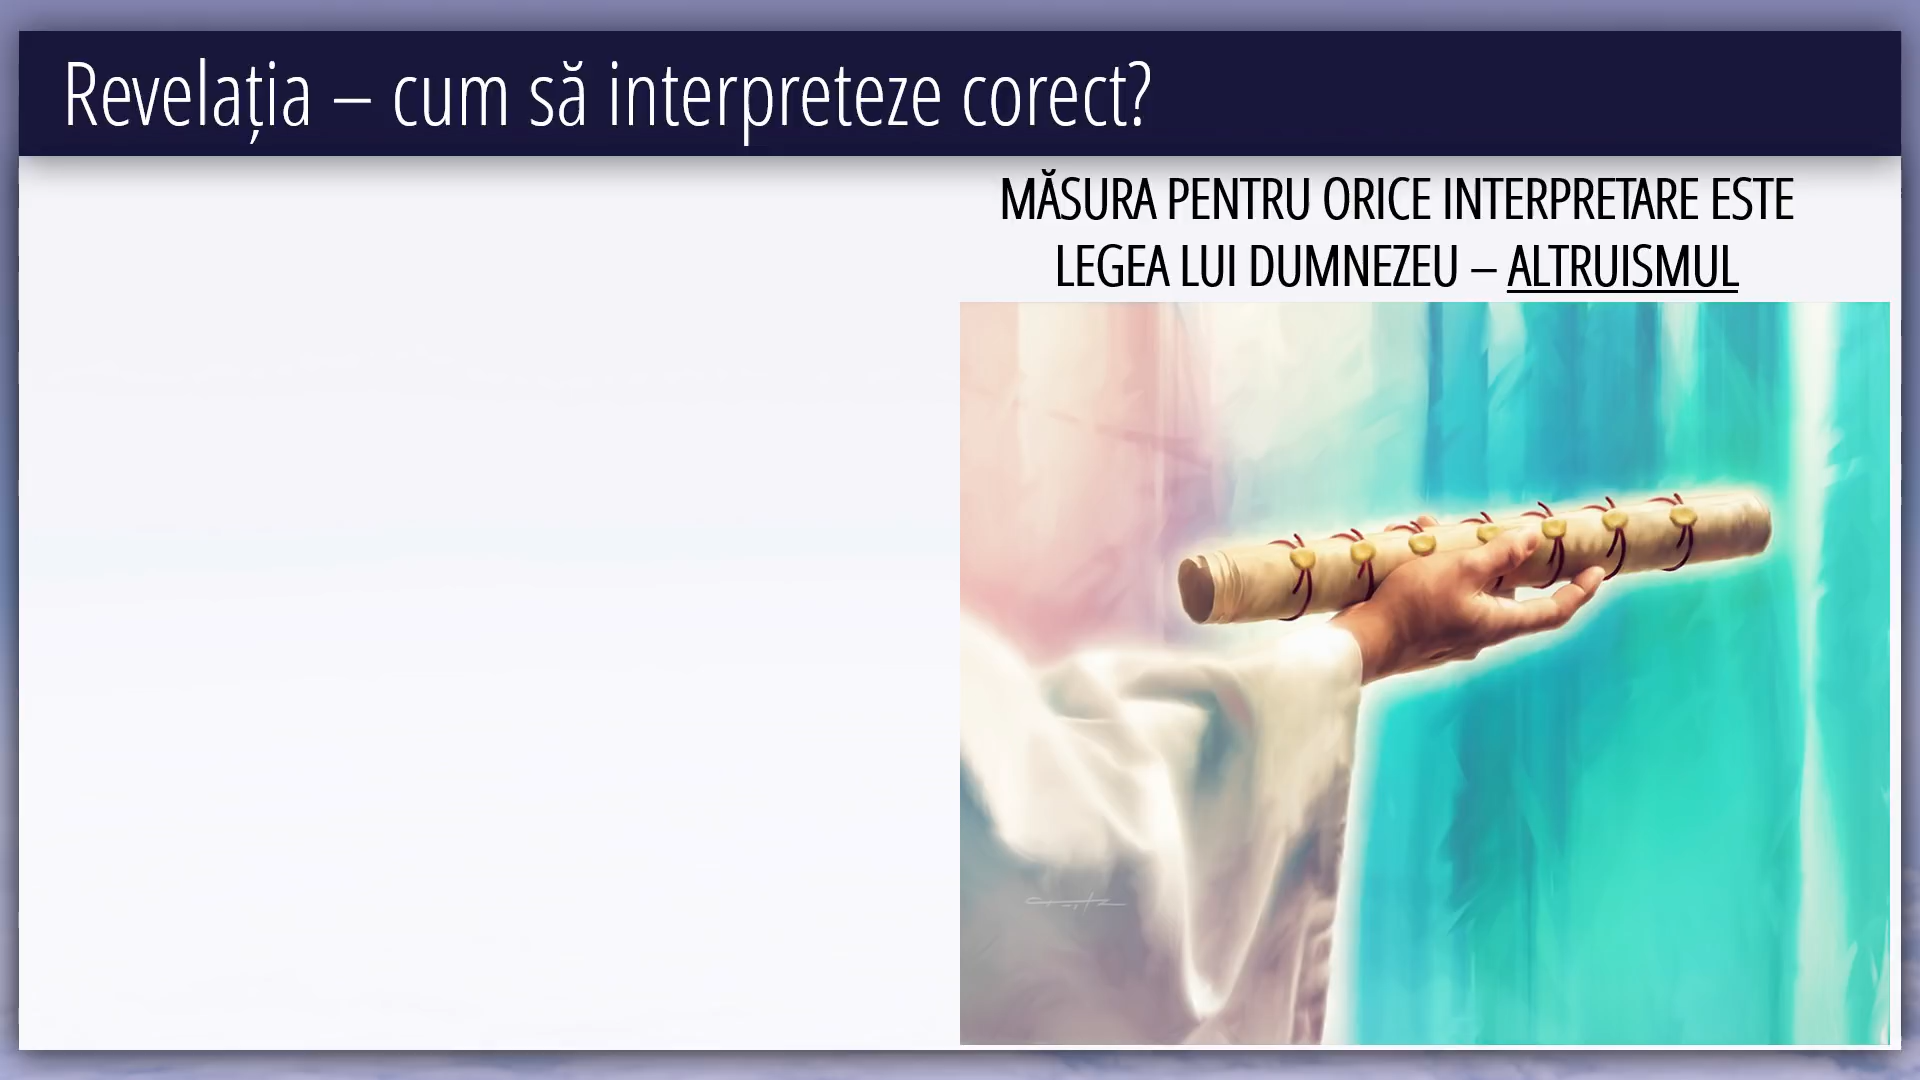 Revelația – cum să interpreteze corect?
MĂSURA PENTRU ORICE INTERPRETARE ESTE
LEGEA LUI DUMNEZEU – ALTRUISMUL